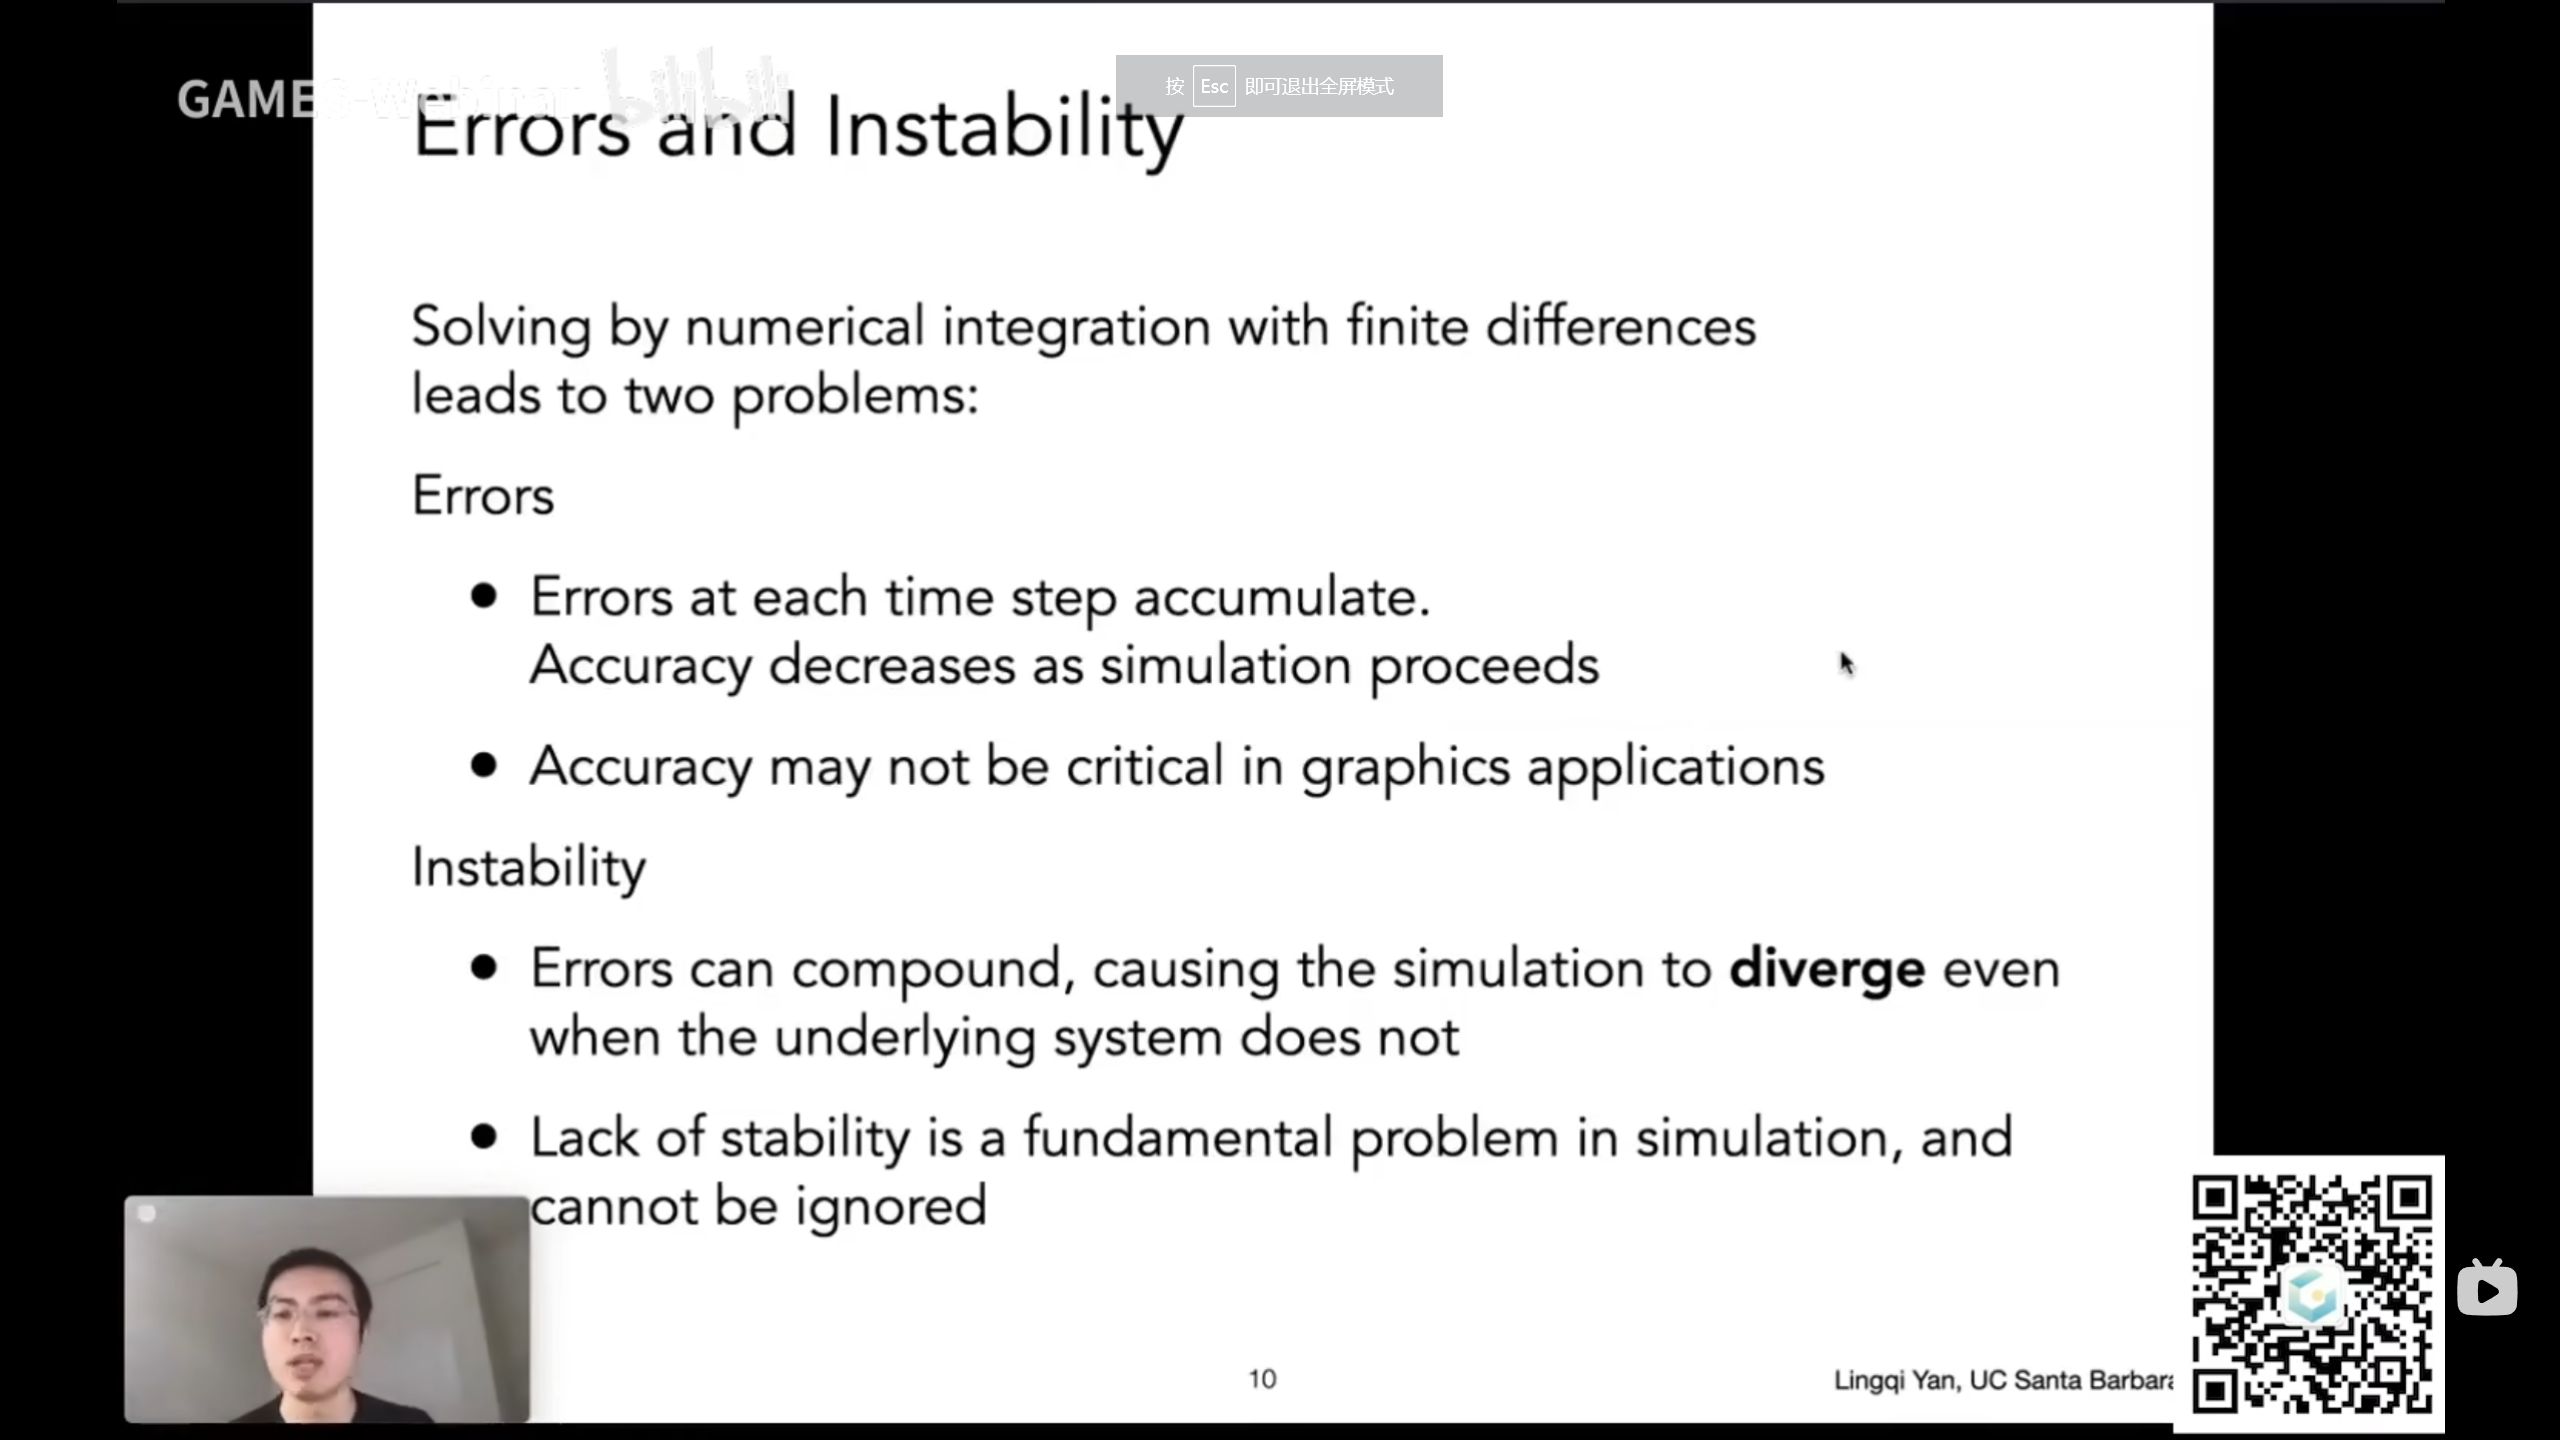 GAMES-Webinar bilibili
按 Esc 即可退出全屏模式
Errors and Instability
Solving by numerical integration with finite differences
leads to two problems:
Errors
● Errors at each time step accumulate.
Accuracy decreases as simulation proceeds
● Accuracy may not be critical in graphics applications
Instability
● Errors can compound, causing the simulation to diverge even
when the underlying system does not
● Lack of stability is a fundamental problem in simulation, and
cannot be ignored
10
Lingqi Yan, UC Santa Barbara